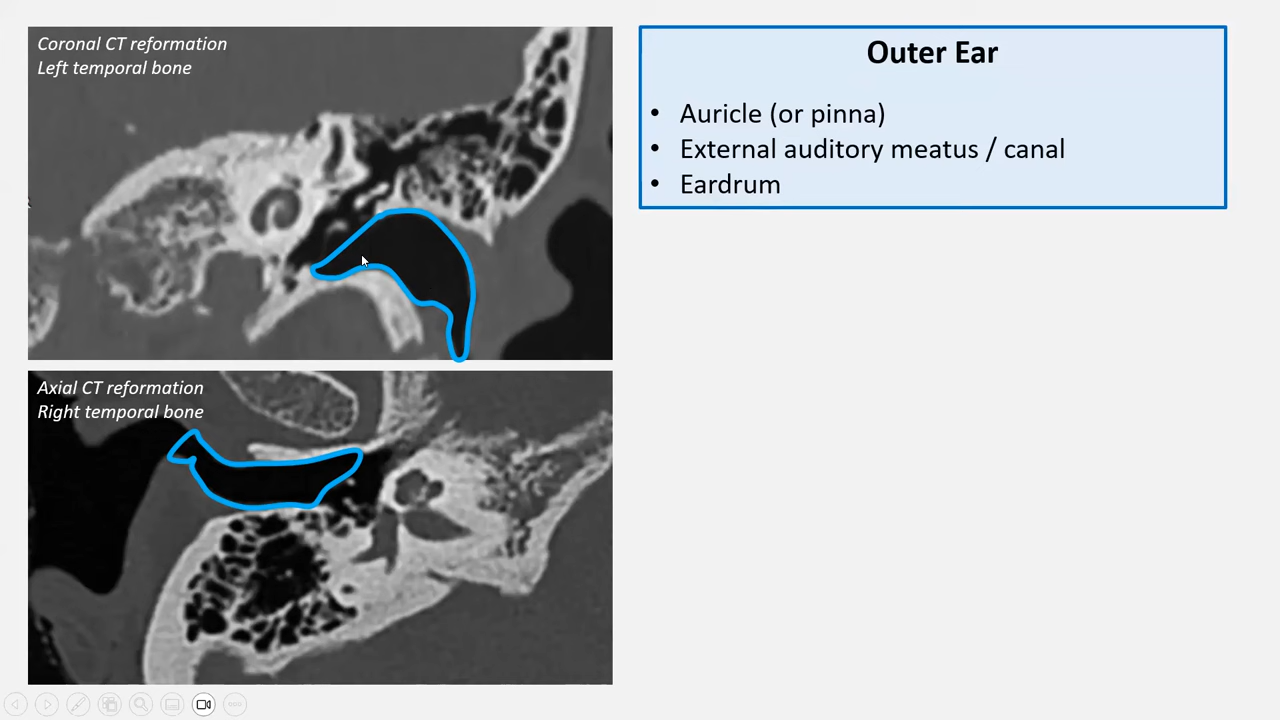 Coronal CT reformation
Left temporal bone
Outer Ear
• Auricle (or pinna)
• External auditory meatus / canal
• Eardrum
Axial CT reformation
Right temporal bone